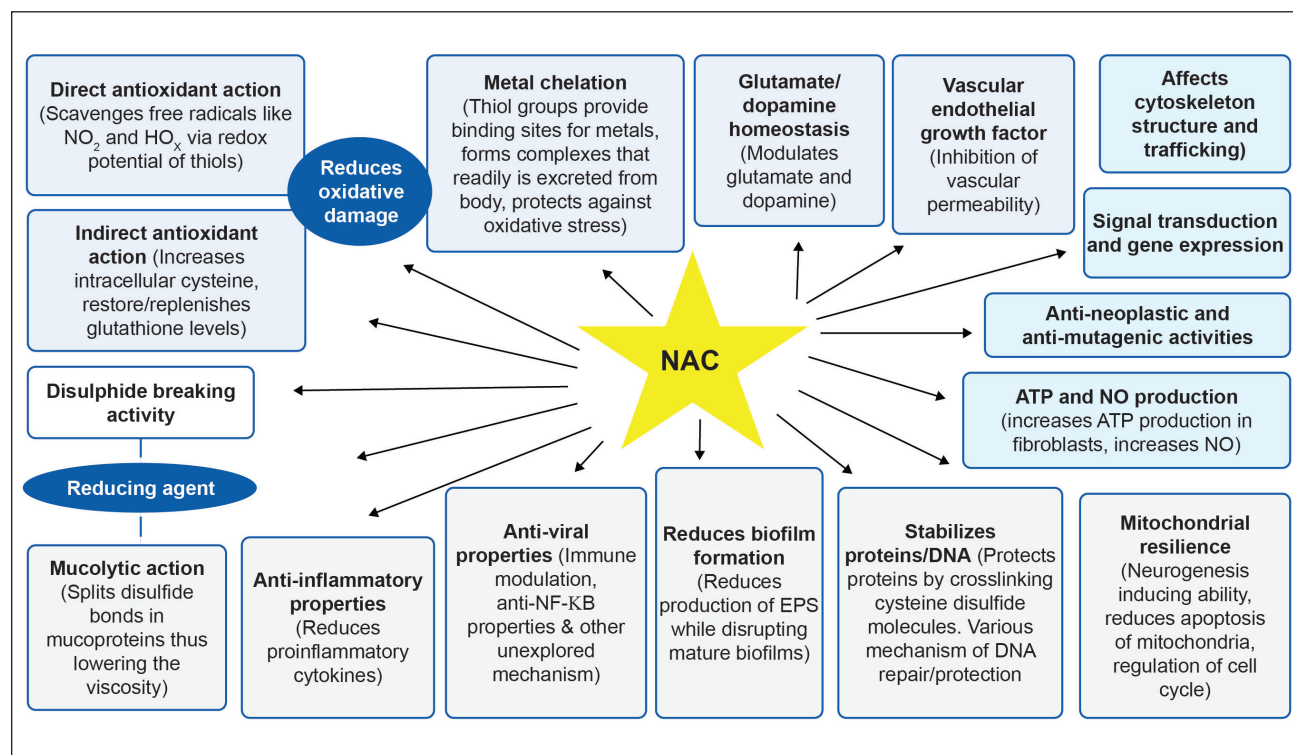 Direct antioxidant action
(Scavenges free radicals like
NO₂ and HOₓ via redox
potential of thiols)
Reduces
oxidative
damage
Indirect antioxidant
action (Increases
intracellular cysteine,
restore/replenishes
glutathione levels)
Metal chelation
(Thiol groups provide
binding sites for metals,
forms complexes that
readily is excreted from
body, protects against
oxidative stress)
Glutamate/
dopamine
homeostasis
(Modulates
glutamate and
dopamine)
Vascular
endothelial
growth factor
(Inhibition of
vascular
permeability)
Affects
cytoskeleton
structure and
trafficking)
Signal transduction
and gene expression
Anti-neoplastic and
anti-mutagenic activities
ATP and NO production
(increases ATP production in
fibroblasts, increases NO)
NAC
Disulphide breaking
activity
Reducing agent
Mucolytic action
(Splits disulfide
bonds in
mucoproteins thus
lowering the
viscosity)
Anti-inflammatory
properties
(Reduces
proinflammatory
cytokines)
Anti-viral
properties (Immune
modulation,
anti-NF-KB
properties & other
unexplored
mechanism)
Reduces biofilm
formation
(Reduces
production of EPS
while disrupting
mature biofilms)
Stabilizes
proteins/DNA (Protects
proteins by crosslinking
cysteine disulfide
molecules. Various
mechanism of DNA
repair/protection
Mitochondrial
resilience
(Neurogenesis
inducing ability,
reduces apoptosis
of mitochondria,
regulation of cell
cycle)